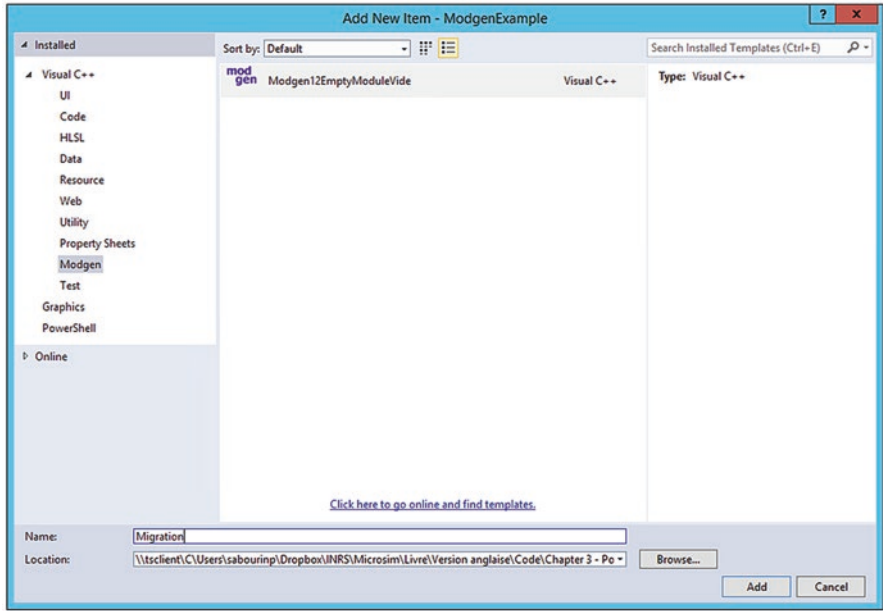 Add New Item - ModgenExample
? x
Installed
Sort by: Default
Search Installed Templates (Ctrl+E)
Visual C++
UI
Code
HLSL
Data
Resource
Web
Utility
Property Sheets
Modgen
Test
Graphics
PowerShell
Online
mod gen Modgen12EmptyModuleVide Visual C++
Type: Visual C++
Click here to go online and find templates.
Name: Migration
Location: \\tsclient\C\Users\sabourinp\Dropbox\INRS\Microsim\Livre\Version anglaise\Code\Chapter 3 - Po
Browse...
Add Cancel